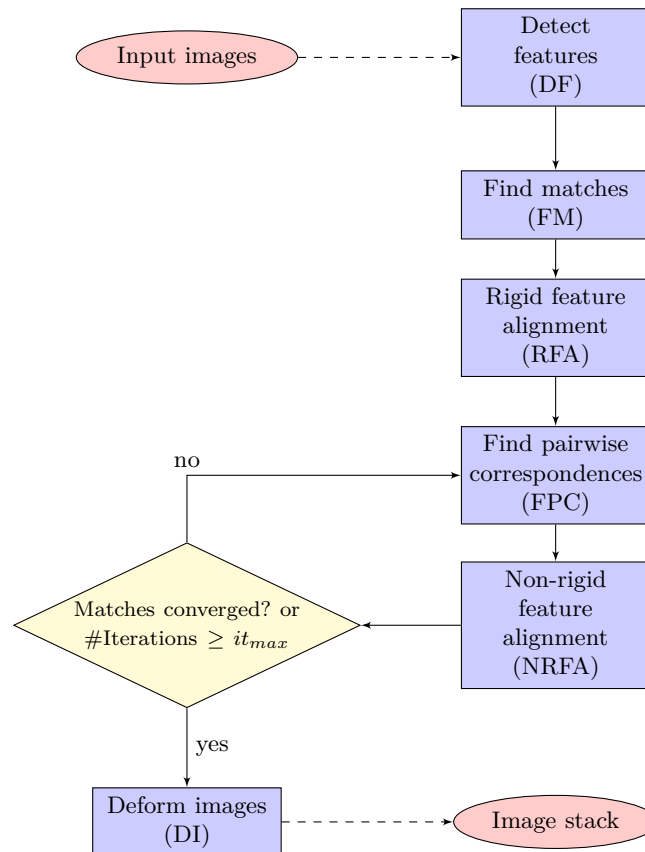 Input images
Detect
features
(DF)
Find matches
(FM)
Rigid feature
alignment
(RFA)
Find pairwise
correspondences
(FPC)
no
Non-rigid
feature
alignment
(NRFA)
Matches converged? or
#Iterations ≥ it_max
yes
Deform images
(DI)
Image stack